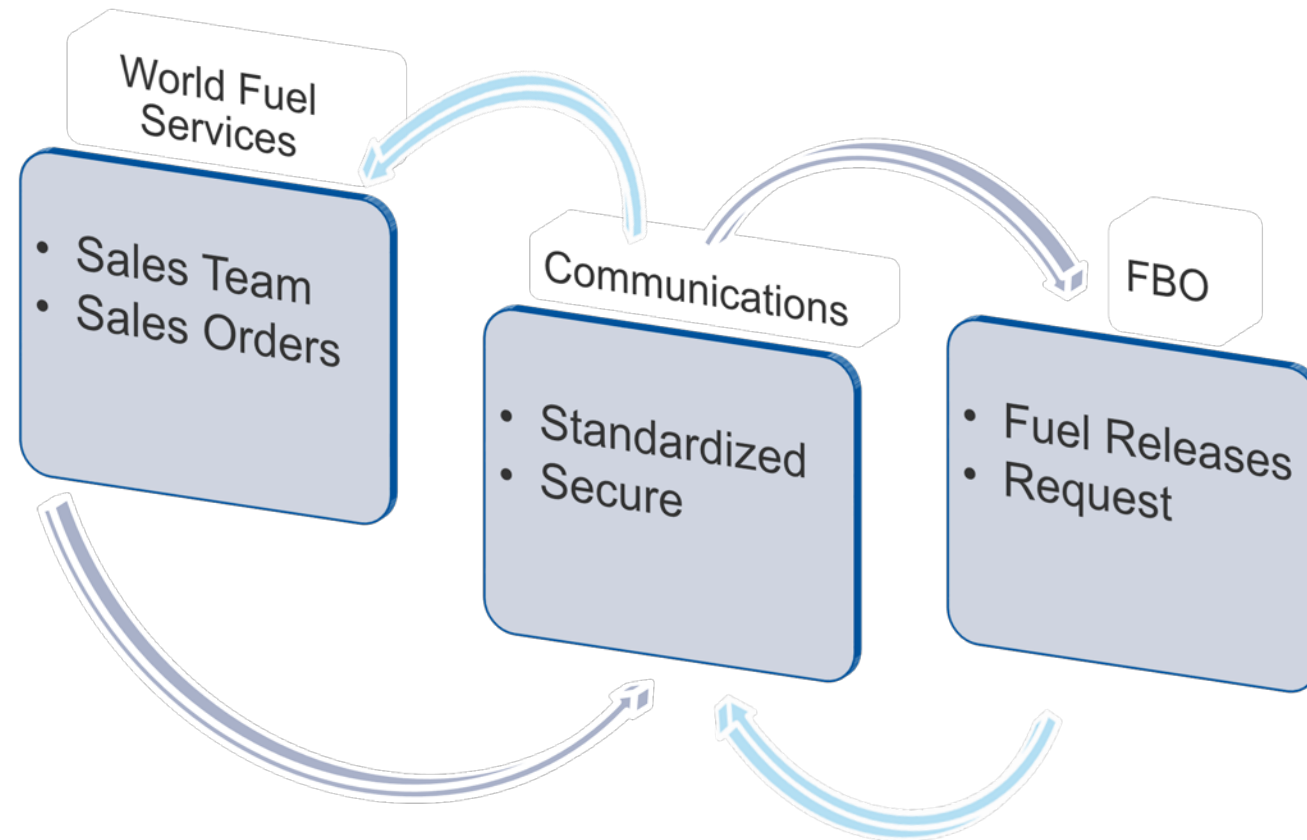 World Fuel
Services
• Sales Team
• Sales Orders
Communications
• Standardized
• Secure
FBO
• Fuel Releases
• Request